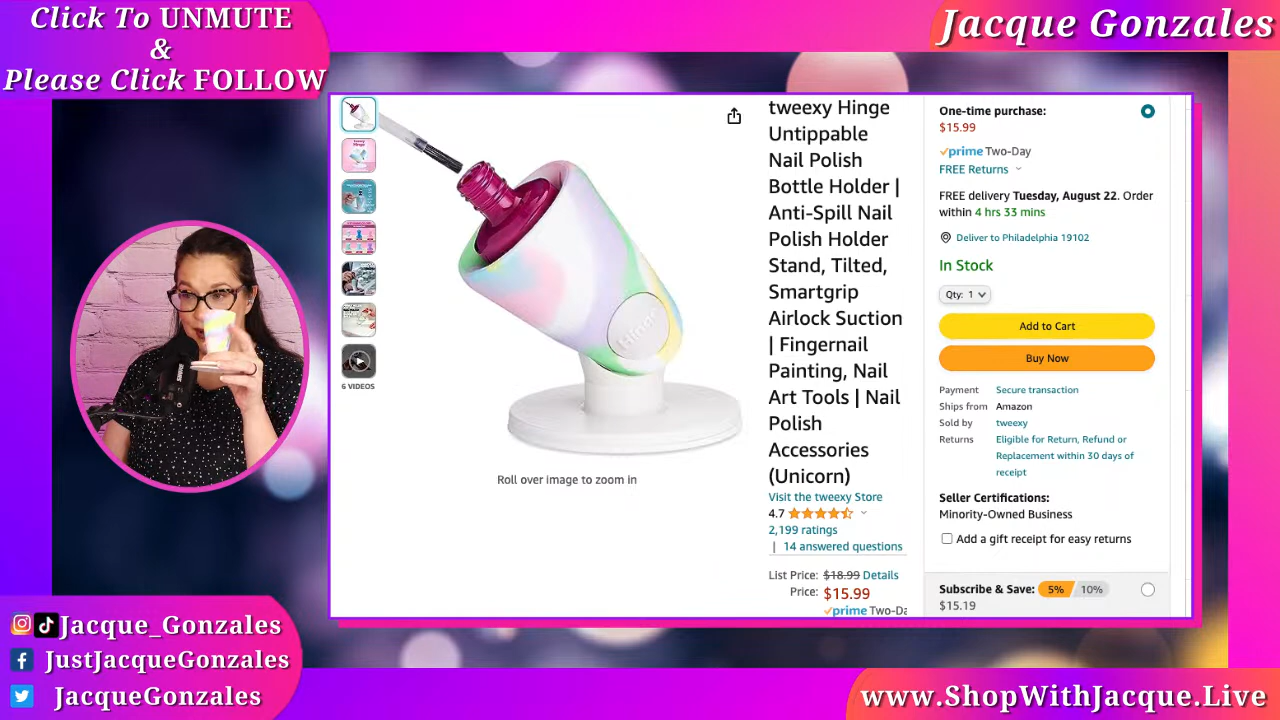 Click To UNMUTE
&
Please Click FOLLOW
Jacque Gonzales
tweexy Hinge
Untippable
Nail Polish
Bottle Holder |
Anti-Spill Nail
Polish Holder
Stand, Tilted,
Smartgrip
Airlock Suction
| Fingernail
Painting, Nail
Art Tools | Nail
Polish
Accessories
(Unicorn)
Visit the tweexy Store
4.7
2,199 ratings
| 14 answered questions
List Price: $18.99 Details
Price: $15.99
prime Two-Da
Hinge
6 VIDEOS
Roll over image to zoom in
One-time purchase:
$15.99
prime Two-Day
FREE Returns
FREE delivery Tuesday, August 22. Order
within 4 hrs 33 mins
Deliver to Philadelphia 19102
In Stock
Qty: 1
Add to Cart
Buy Now
Payment Secure transaction
Ships from Amazon
Sold by tweexy
Returns Eligible for Return, Refund or
Replacement within 30 days of
receipt
Seller Certifications:
Minority-Owned Business
Add a gift receipt for easy returns
Subscribe & Save: 5% 10%
$15.19
Jacque_Gonzales
JustJacqueGonzales
JacqueGonzales
www.ShopWithJacque.Live